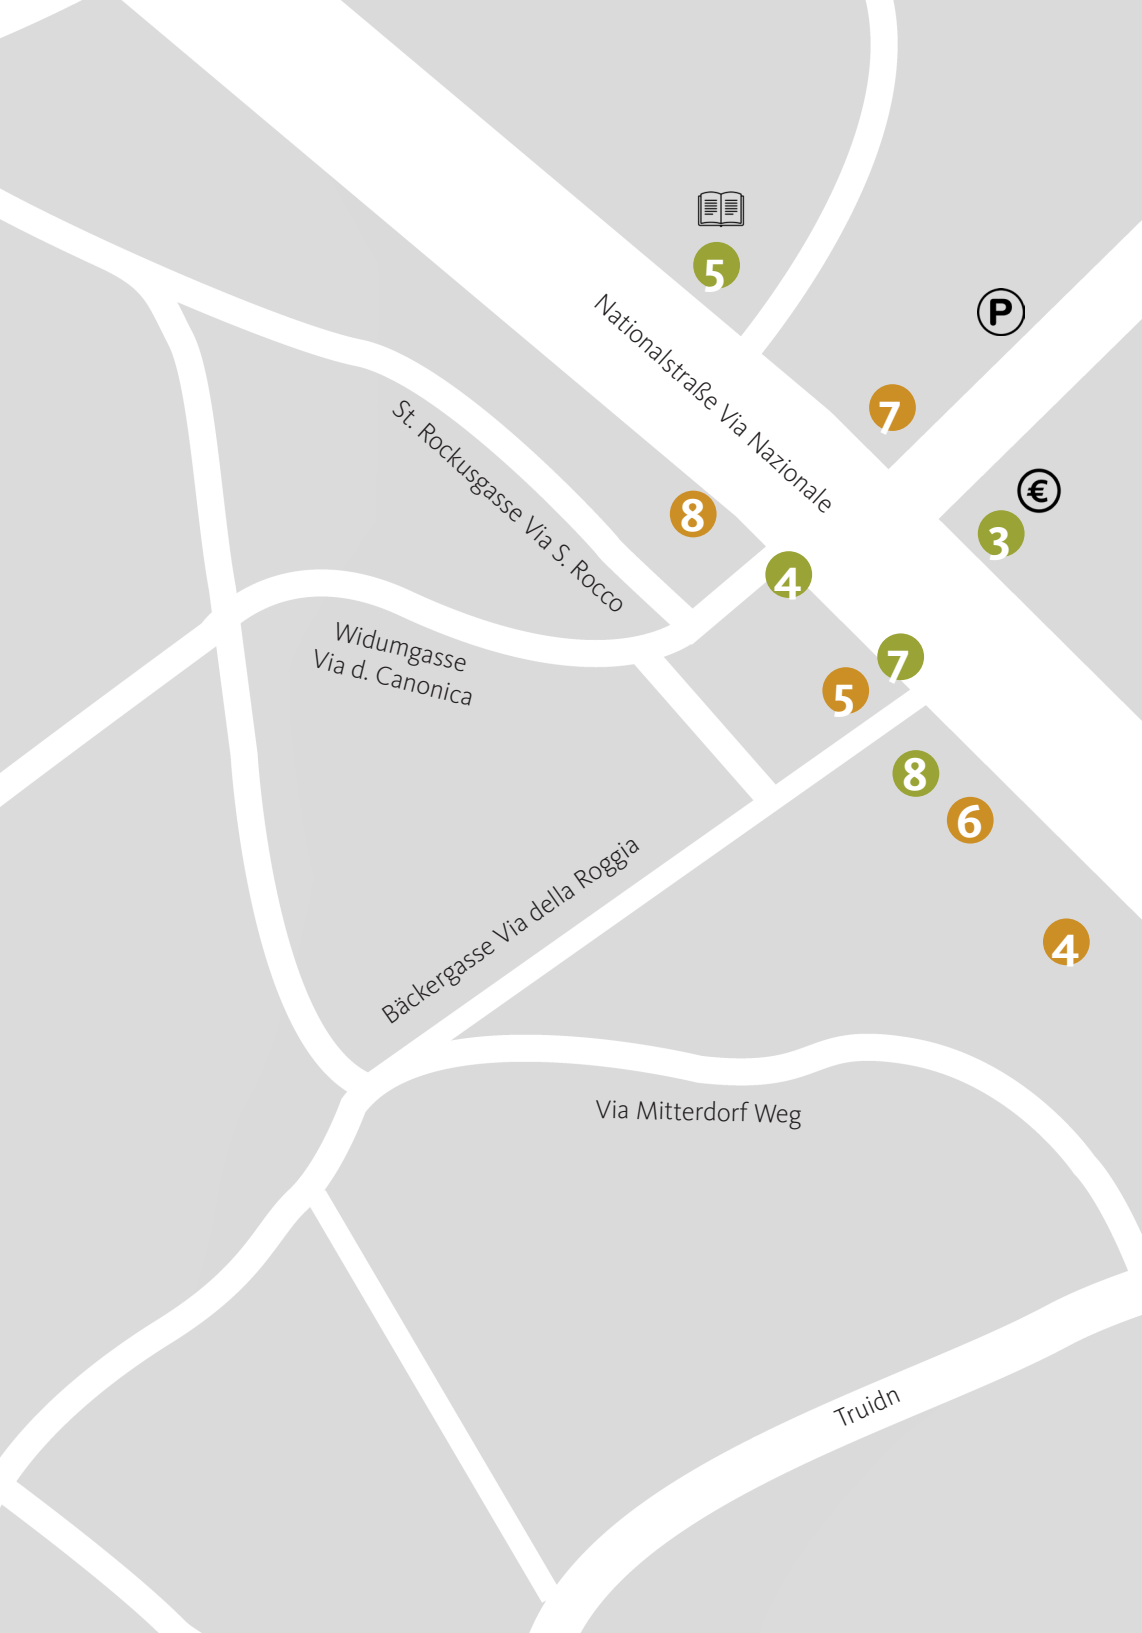 5
P
Nationalstraße Via Nazionale
7
St. Rockusgasse Via S. Rocco
€
8
3
4
Widumgasse
Via d. Canonica
7
5
8
6
Bäckergasse Via della Roggia
4
Via Mitterdorf Weg
Truidn